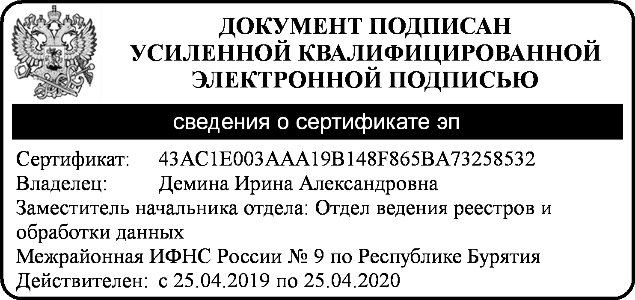 ДОКУМЕНТ ПОДПИСАН
УСИЛЕННОЙ КВАЛИФИЦИРОВАННОЙ
ЭЛЕКТРОННОЙ ПОДПИСЬЮ
сведения о сертификате эп
Сертификат: 43AC1E003AAA19B148F865BA73258532
Владелец: Демина Ирина Александровна
Заместитель начальника отдела: Отдел ведения реестров и
обработки данных
Межрайонная ИФНС России № 9 по Республике Бурятия
Действителен: с 25.04.2019 по 25.04.2020